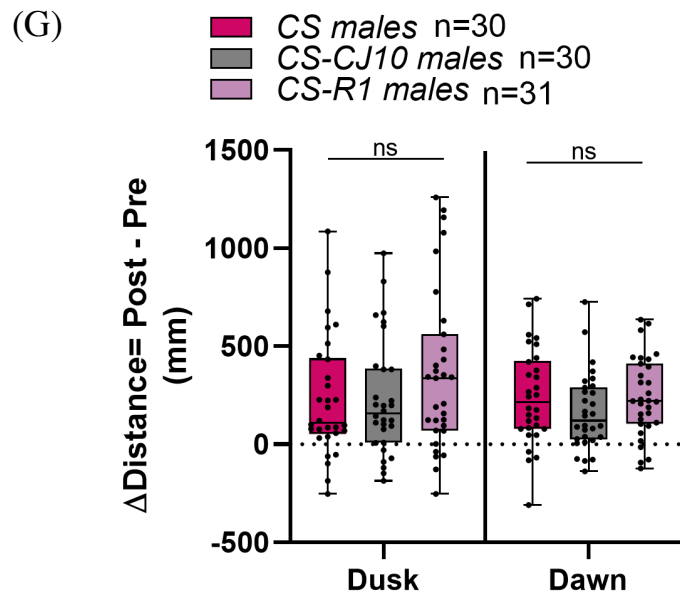 (G)
CS males n=30
CS-CJ10 males n=30
CS-R1 males n=31
ΔDistance= Post - Pre
(mm)
1500
1000
500
0
-500
ns
ns
Dusk
Dawn